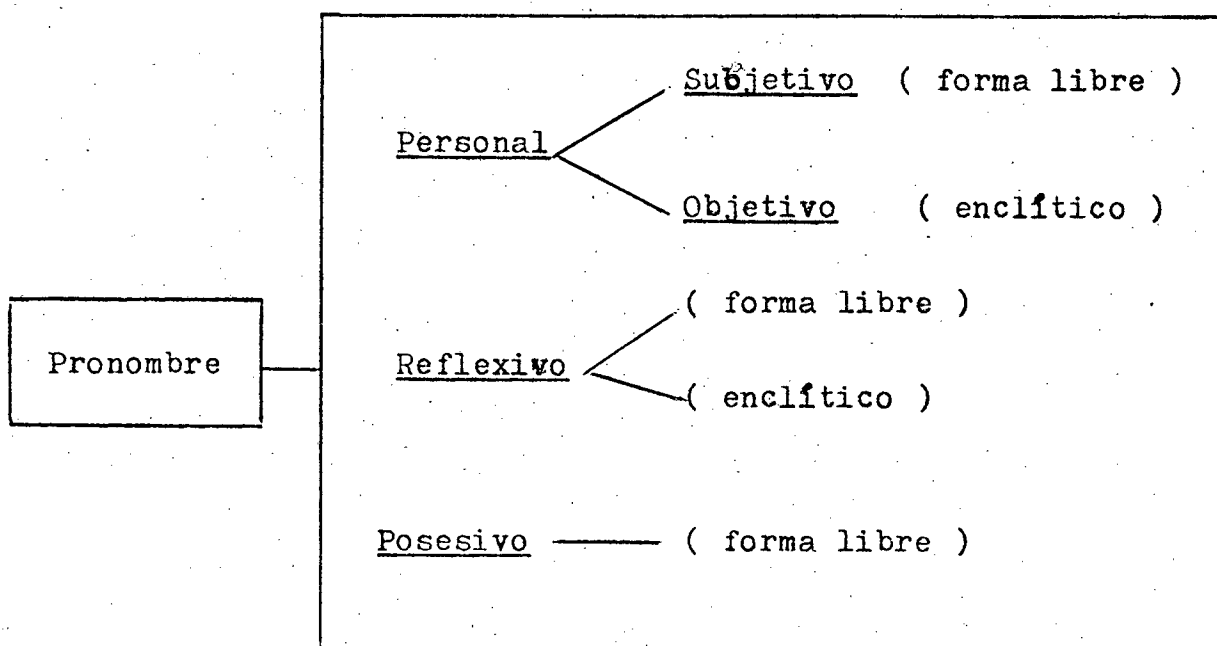 Subjetivo ( forma libre )
Personal
Objetivo ( enclítico )
( forma libre )
Pronombre
Reflexivo
( enclítico )
Posesivo ( forma libre )